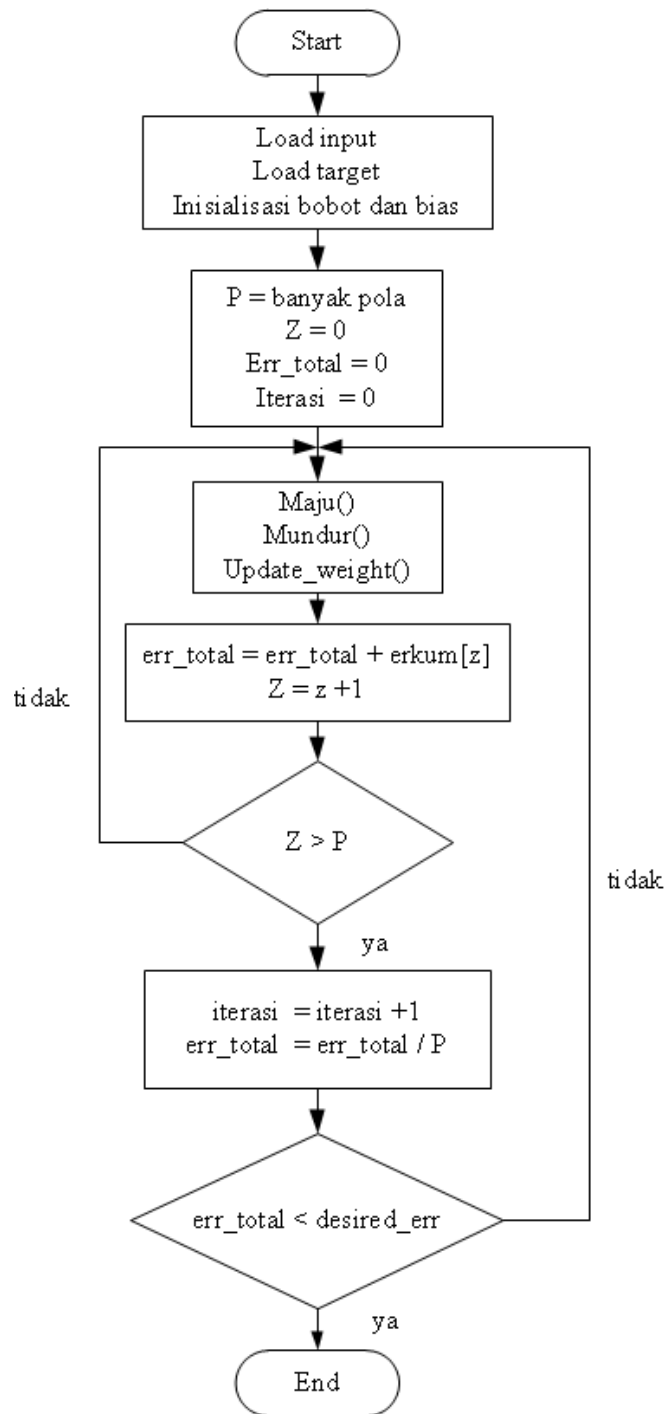 Start
Load input
Load target
Inisialisasi bobot dan bias
P = banyak pola
Z = 0
Err_total = 0
Iterasi = 0
Maju()
Mundur()
Update_weight()
err_total = err_total + erkum[z]
Z = z +1
tidak
Z > P
tidak
ya
iterasi = iterasi +1
err_total = err_total / P
err_total < desired_err
ya
End